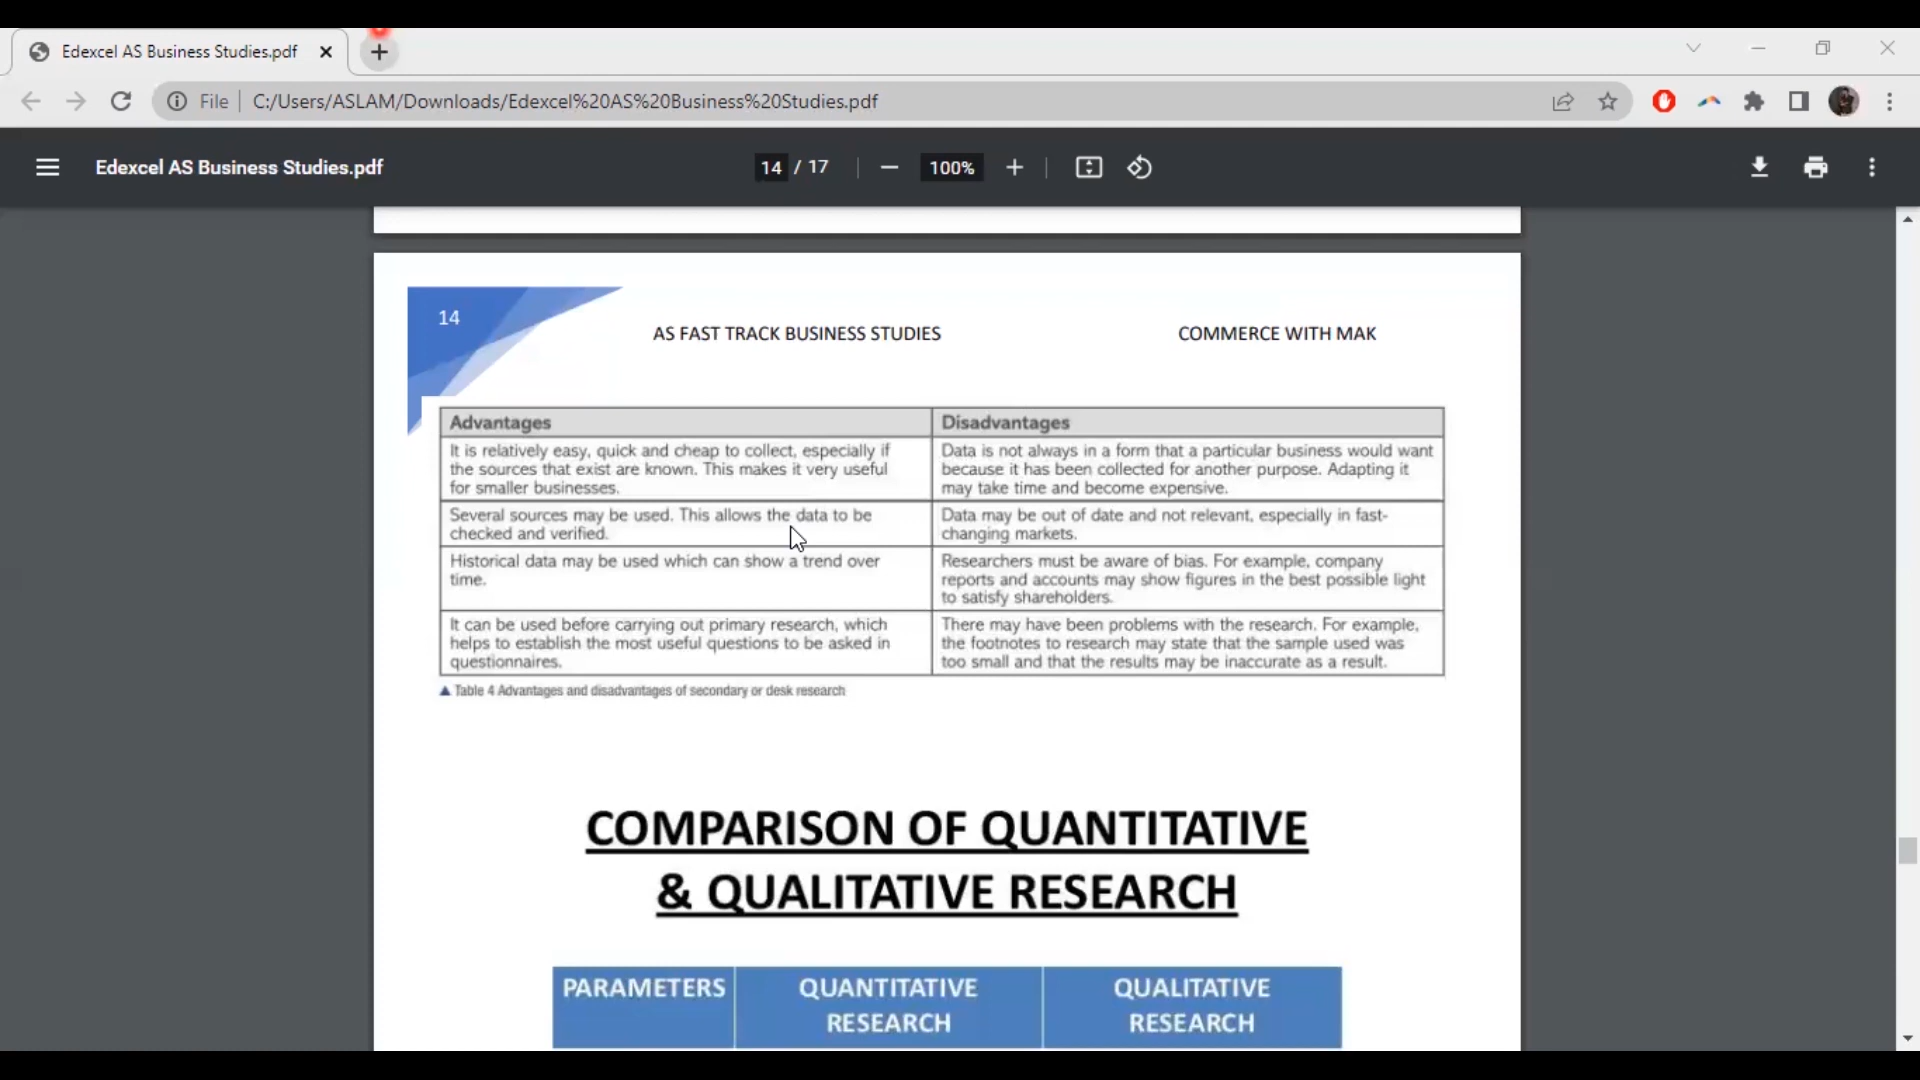 Edexcel AS Business Studies.pdf
File
C:/Users/ASLAM/Downloads/Edexcel%20AS%20Business%20Studies.pdf
Edexcel AS Business Studies.pdf
14 / 17
100%
14
AS FAST TRACK BUSINESS STUDIES
COMMERCE WITH MAK
Advantages
Disadvantages
It is relatively easy, quick and cheap to collect, especially if
the sources that exist are known. This makes it very useful
for smaller businesses.
Data is not always in a form that a particular business would want
because it has been collected for another purpose. Adapting it
may take time and become expensive.
Several sources may be used. This allows the data to be
checked and verified.
Data may be out of date and not relevant, especially in fast-
changing markets.
Historical data may be used which can show a trend over
time.
Researchers must be aware of bias. For example, company
reports and accounts may show figures in the best possible light
to satisfy shareholders.
It can be used before carrying out primary research, which
helps to establish the most useful questions to be asked in
questionnaires.
There may have been problems with the research. For example,
the footnotes to research may state that the sample used was
too small and that the results may be inaccurate as a result.
▲ Table 4 Advantages and disadvantages of secondary or desk research
COMPARISON OF QUANTITATIVE
& QUALITATIVE RESEARCH
PARAMETERS
QUANTITATIVE
RESEARCH
QUALITATIVE
RESEARCH